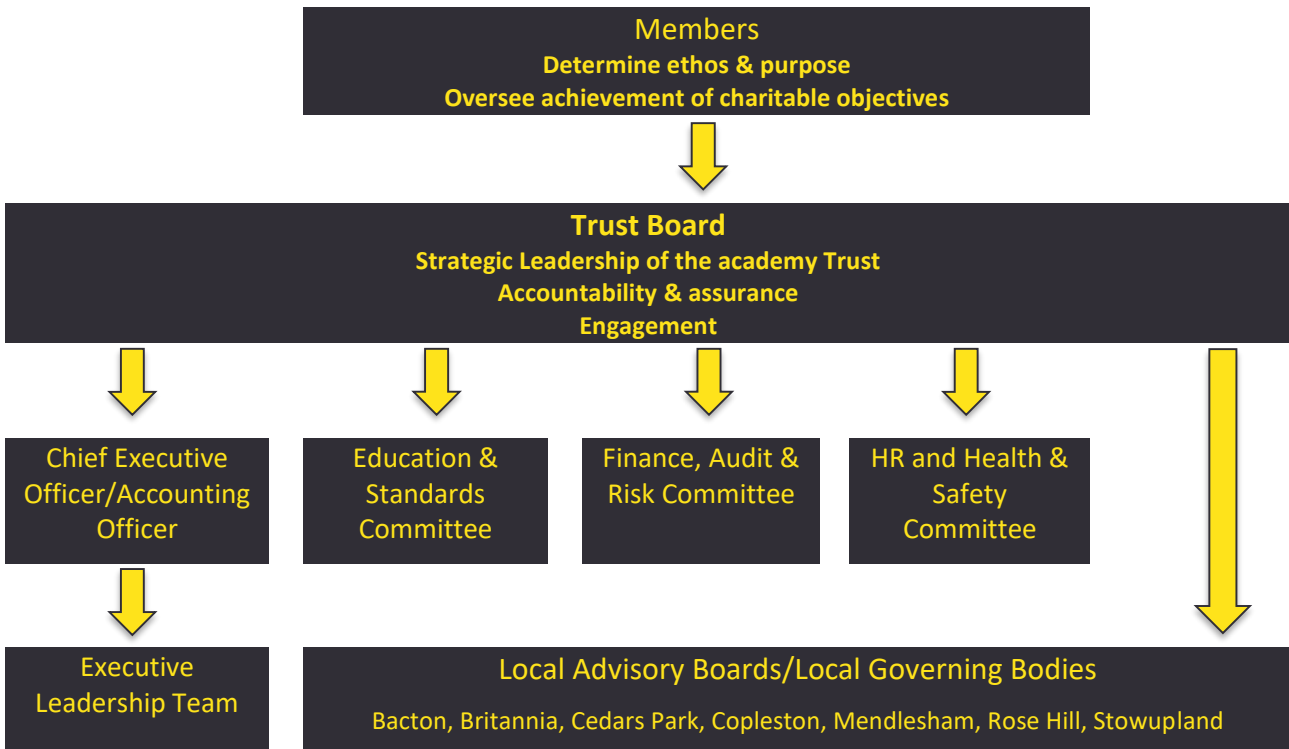 Members
Determine ethos & purpose
Oversee achievement of charitable objectives
Trust Board
Strategic Leadership of the academy Trust
Accountability & assurance
Engagement
Chief Executive
Officer/Accounting
Officer
Education &
Standards
Committee
Finance, Audit &
Risk Committee
HR and Health &
Safety
Committee
Executive
Leadership Team
Local Advisory Boards/Local Governing Bodies
Bacton, Britannia, Cedars Park, Copleston, Mendlesham, Rose Hill, Stowupland